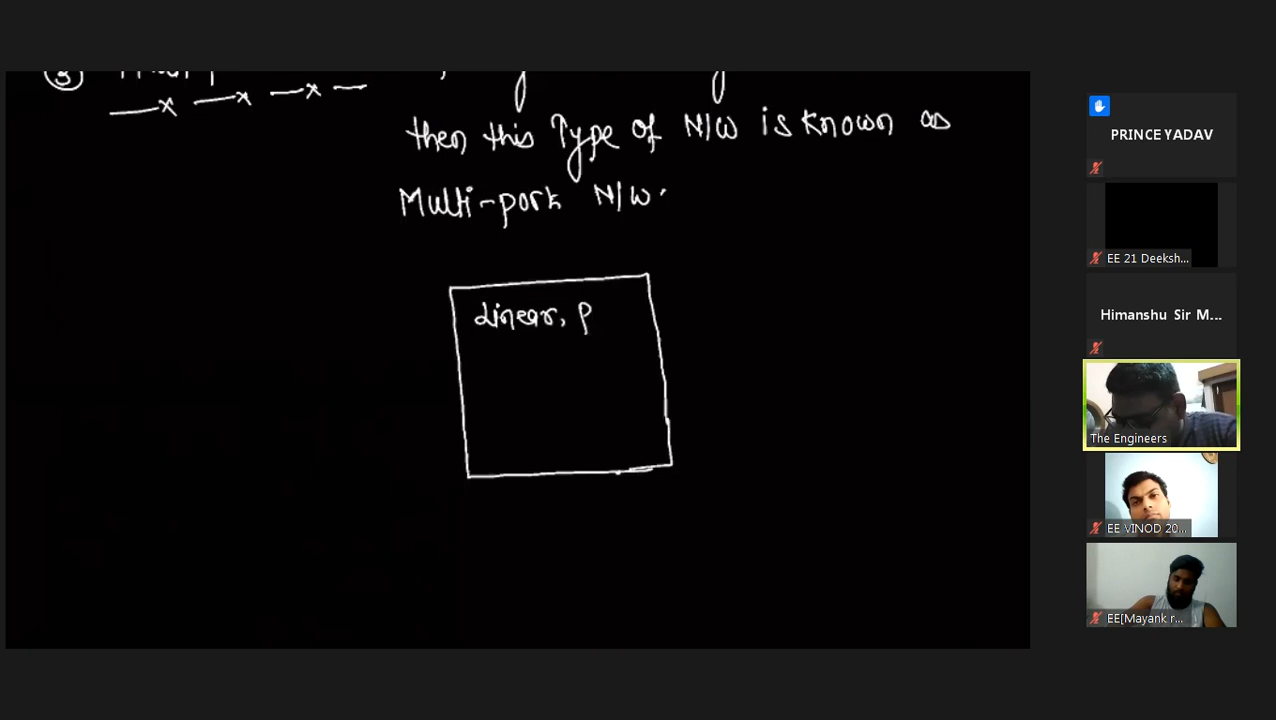 3
then this Type of N/W is known as
Multi-port N/W.
Linear, P
PRINCE YADAV
EE 21 Deeksh...
Himanshu Sir M...
The Engineers
EE VINOD 20...
EE[Mayank r...